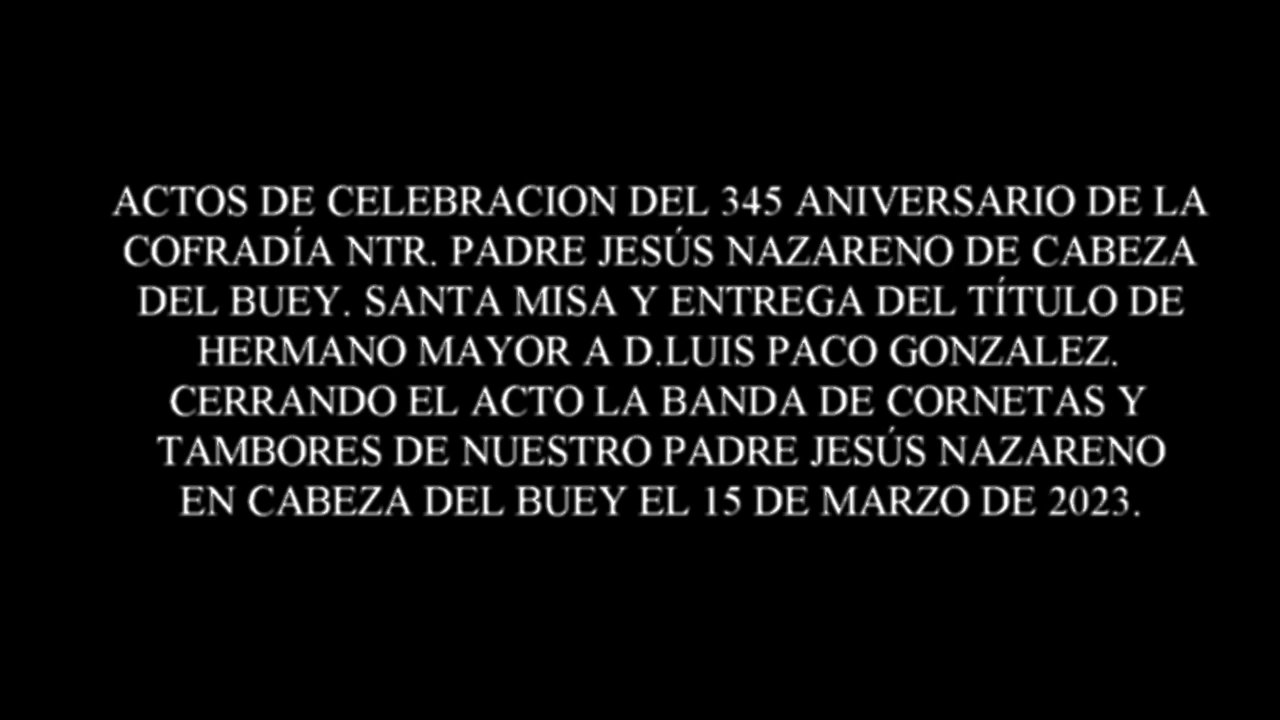 ACTOS DE CELEBRACION DEL 345 ANIVERSARIO DE LA
COFRADÍA NTR. PADRE JESÚS NAZARENO DE CABEZA
DEL BUEY. SANTA MISA Y ENTREGA DEL TÍTULO DE
HERMANO MAYOR A D.LUIS PACO GONZALEZ.
CERRANDO EL ACTO LA BANDA DE CORNETAS Y
TAMBORES DE NUESTRO PADRE JESÚS NAZARENO
EN CABEZA DEL BUEY EL 15 DE MARZO DE 2023.